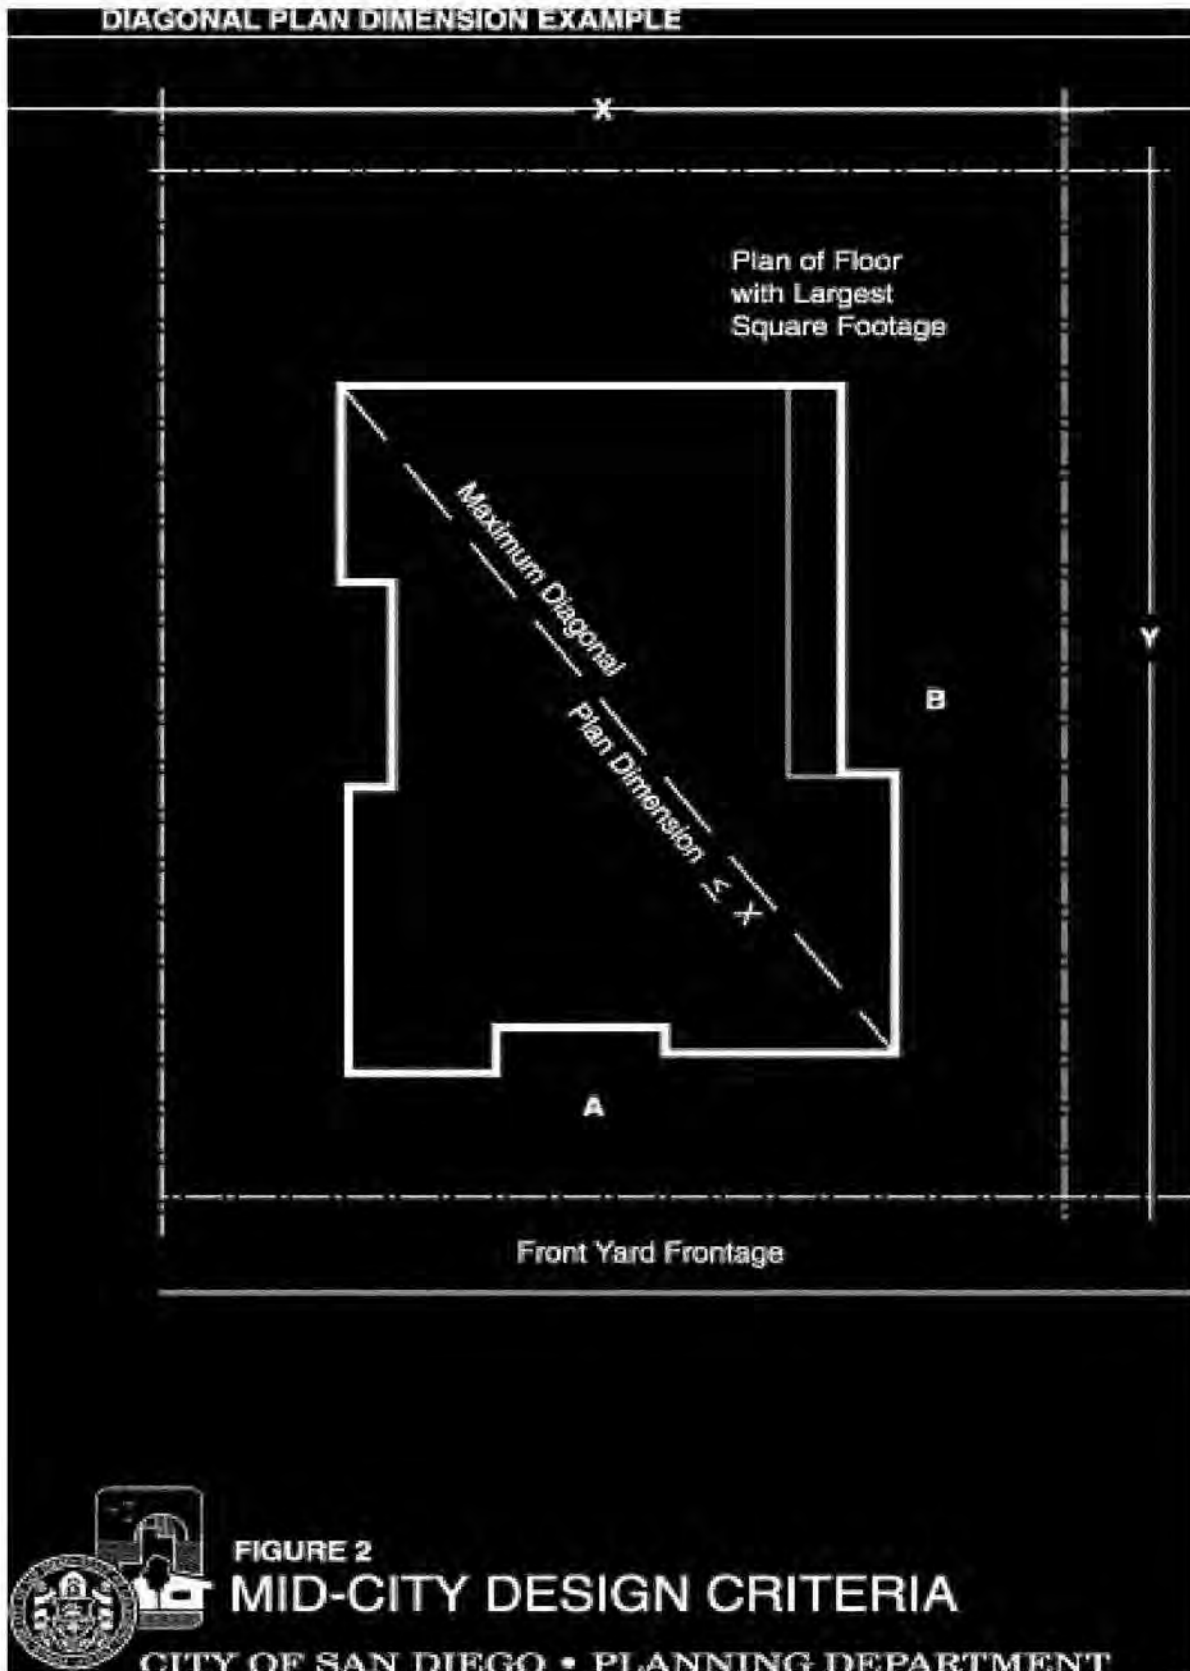 DIAGONAL PLAN DIMENSION EXAMPLE
X
Plan of Floor
with Largest
Square Footage
Maximum Diagonal
Plan Dimension ≤ X
Y
B
A
Front Yard Frontage
FIGURE 2
MID-CITY DESIGN CRITERIA
CITY OF SAN DIEGO • PLANNING DEPARTMENT